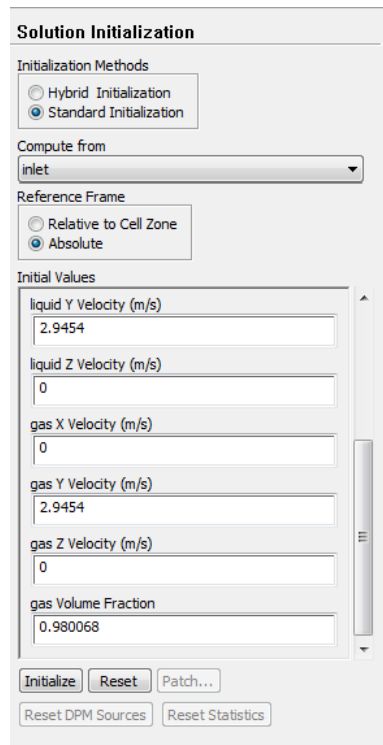 Solution Initialization
Initialization Methods
Hybrid Initialization
Standard Initialization
Compute from
inlet
Reference Frame
Relative to Cell Zone
Absolute
Initial Values
liquid Y Velocity (m/s)
2.9454
liquid Z Velocity (m/s)
0
gas X Velocity (m/s)
0
gas Y Velocity (m/s)
2.9454
gas Z Velocity (m/s)
0
gas Volume Fraction
0.980068
Initialize Reset Patch...
Reset DPM Sources Reset Statistics